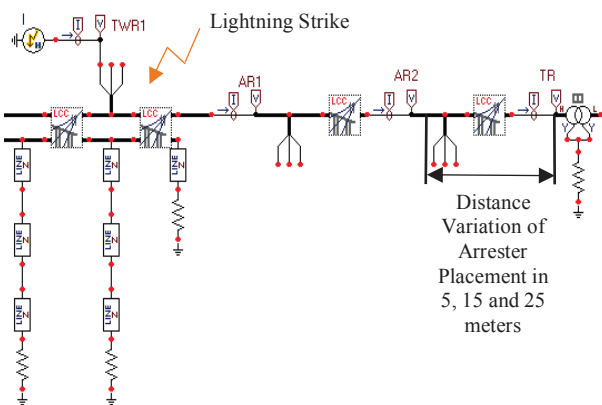 I
I
V
TWR1
Lightning Strike
H
LCC
LCC
I
AR1
V
LCC
I
AR2
V
LCC
I
TR
V
H
L
Y
Y
LINE
N
LINE
N
LINE
N
LINE
N
LINE
N
LINE
N
LINE
N
Distance
Variation of
Arrester
Placement in
5, 15 and 25
meters